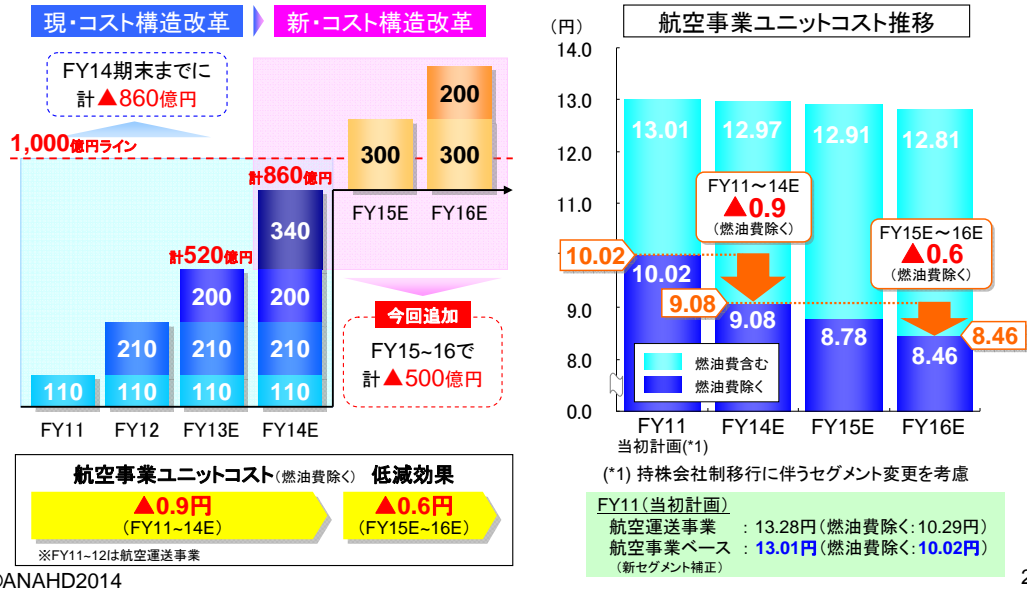 現・コスト構造改革
新・コスト構造改革
FY14期末までに
計▲860億円
1,000億円ライン
計860億円
計520億円
200
300
300
FY15E
FY16E
340
200
200
210
210
210
110
110
110
110
FY11
FY12
FY13E
FY14E
今回追加
FY15~16で
計▲500億円
航空事業ユニットコスト(燃油費除く) 低減効果
▲0.9円
(FY11~14E)
▲0.6円
(FY15E~16E)
※FY11~12は航空運送事業
©ANAHD2014
航空事業ユニットコスト推移
(円)
14.0
13.0
12.0
11.0
9.0
8.0
0.0
13.01
12.97
12.91
12.81
FY11～14E
▲0.9
(燃油費除く)
FY15E～16E
▲0.6
(燃油費除く)
10.02
9.08
8.46
10.02
9.08
8.78
8.46
燃油費含む
燃油費除く
FY11
FY14E
FY15E
FY16E
当初計画(*1)
(*1) 持株会社制移行に伴うセグメント変更を考慮
FY11(当初計画)
航空運送事業 : 13.28円(燃油費除く:10.29円)
航空事業ベース : 13.01円(燃油費除く:10.02円)
(新セグメント補正)